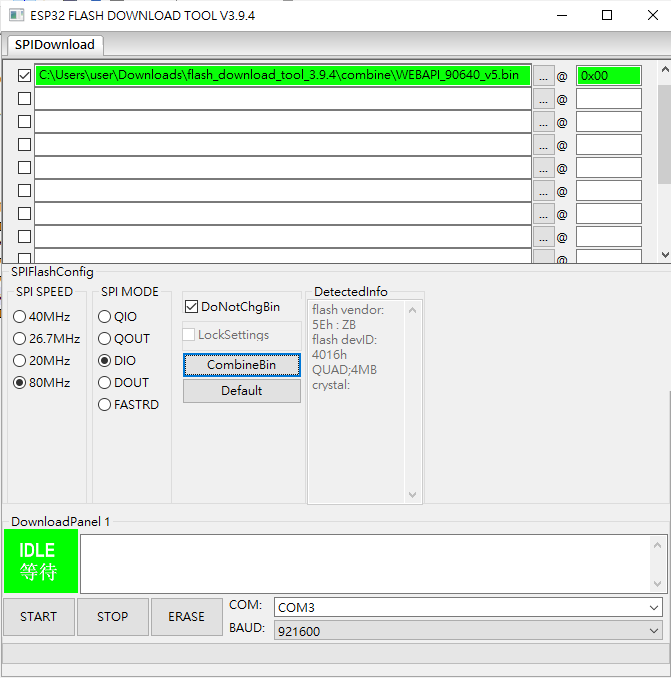 ESP32 FLASH DOWNLOAD TOOL V3.9.4
SPIDownload
C:\Users\user\Downloads\flash_download_tool_3.9.4\combine\WEBAPI_90640_v5.bin ... @ 0x00
... @
... @
... @
... @
... @
... @
... @
... @
SPIFlashConfig
SPI SPEED
40MHz
26.7MHz
20MHz
80MHz
SPI MODE
QIO
QOUT
DIO
DOUT
FASTRD
DoNotChgBin
LockSettings
CombineBin
Default
DetectedInfo
flash vendor:
5Eh : ZB
flash devID:
4016h
QUAD;4MB
crystal:
DownloadPanel 1
IDLE
等待
START
STOP
ERASE
COM: COM3
BAUD: 921600